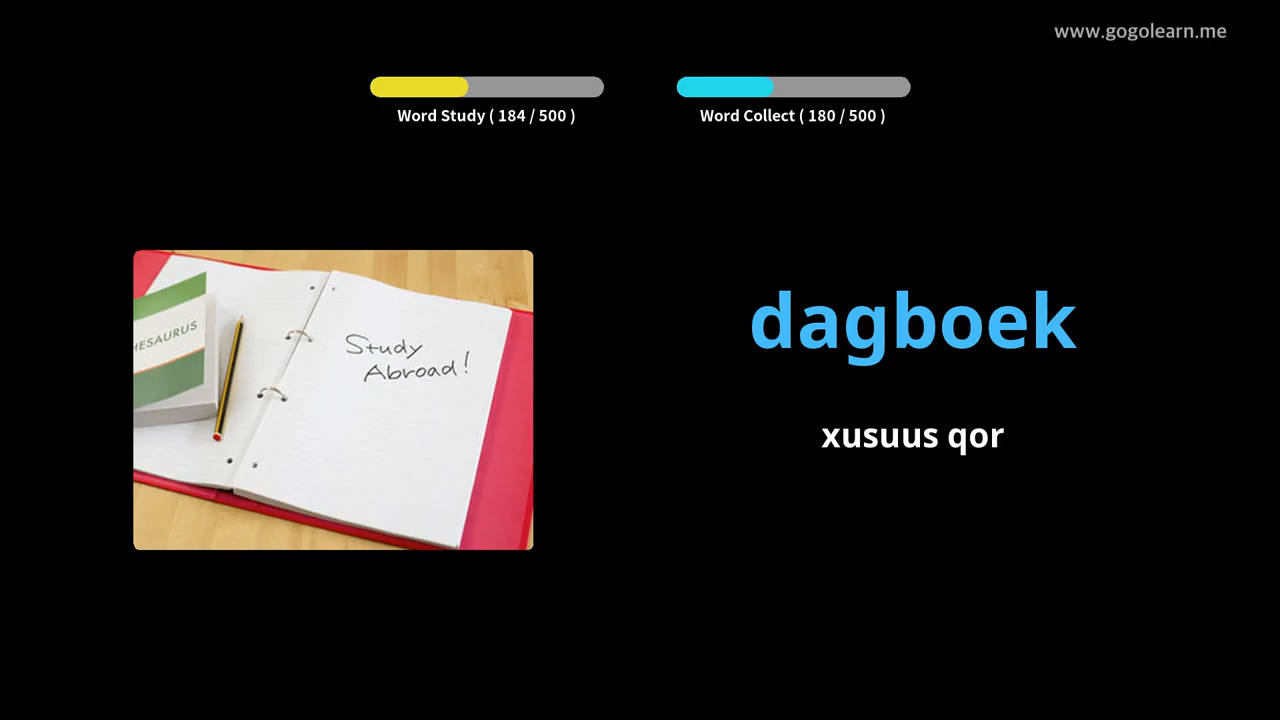 www.gogolearn.me
Word Study ( 184 / 500 )
Word Collect ( 180 / 500 )
HESAURUS
Study
Abroad!
dagboek
xusuus qor